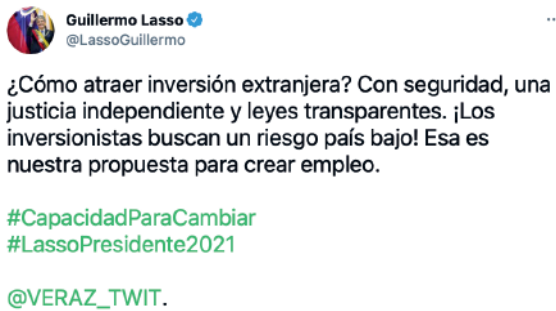 Guillermo Lasso
@LassoGuillermo
¿Cómo atraer inversión extranjera? Con seguridad, una
justicia independiente y leyes transparentes. ¡Los
inversionistas buscan un riesgo país bajo! Esa es
nuestra propuesta para crear empleo.
#CapacidadParaCambiar
#LassoPresidente2021
@VERAZ_TWIT.